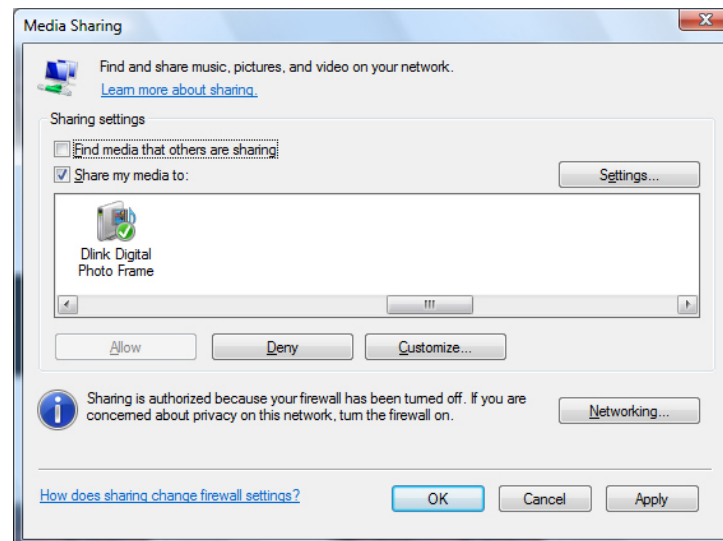 Media Sharing
Find and share music, pictures, and video on your network.
Learn more about sharing.
Sharing settings
Find media that others are sharing
Share my media to:
Settings...
Dlink Digital
Photo Frame
Allow
Deny
Customize...
Sharing is authorized because your firewall has been turned off. If you are
concerned about privacy on this network, turn the firewall on.
Networking...
How does sharing change firewall settings?
OK
Cancel
Apply